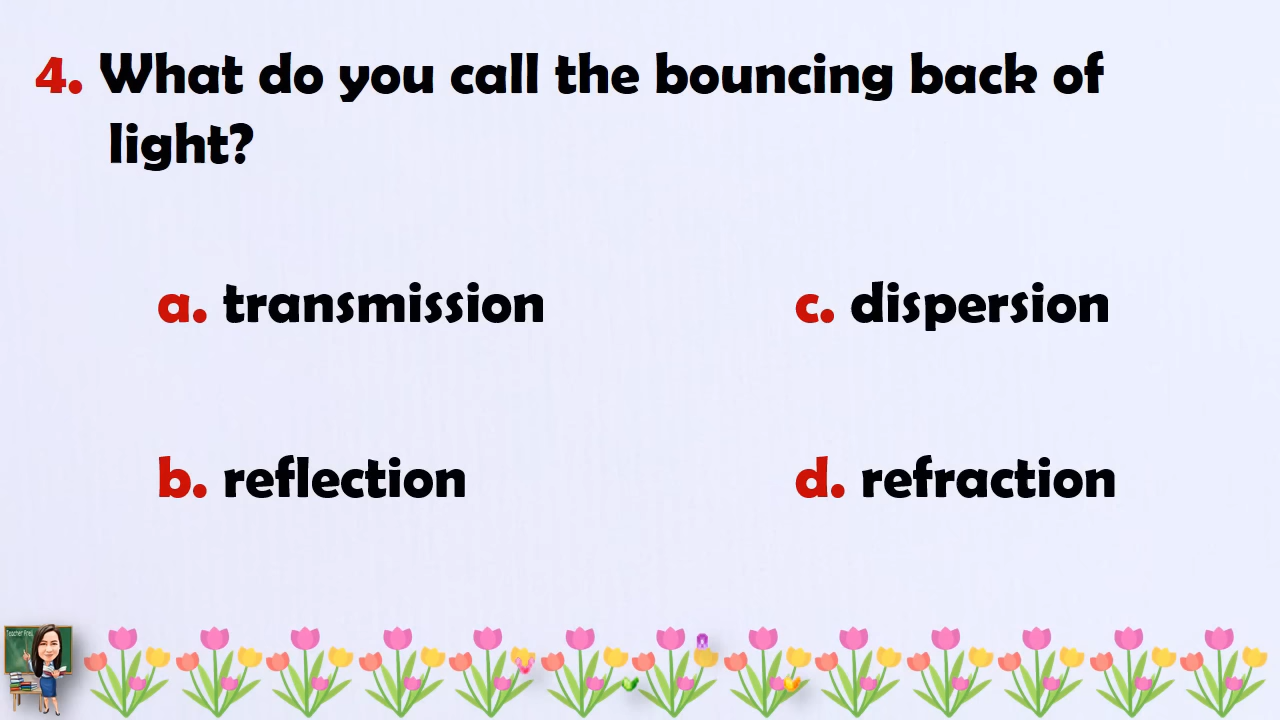 4. What do you call the bouncing back of
light?
a. transmission
c. dispersion
b. reflection
d. refraction